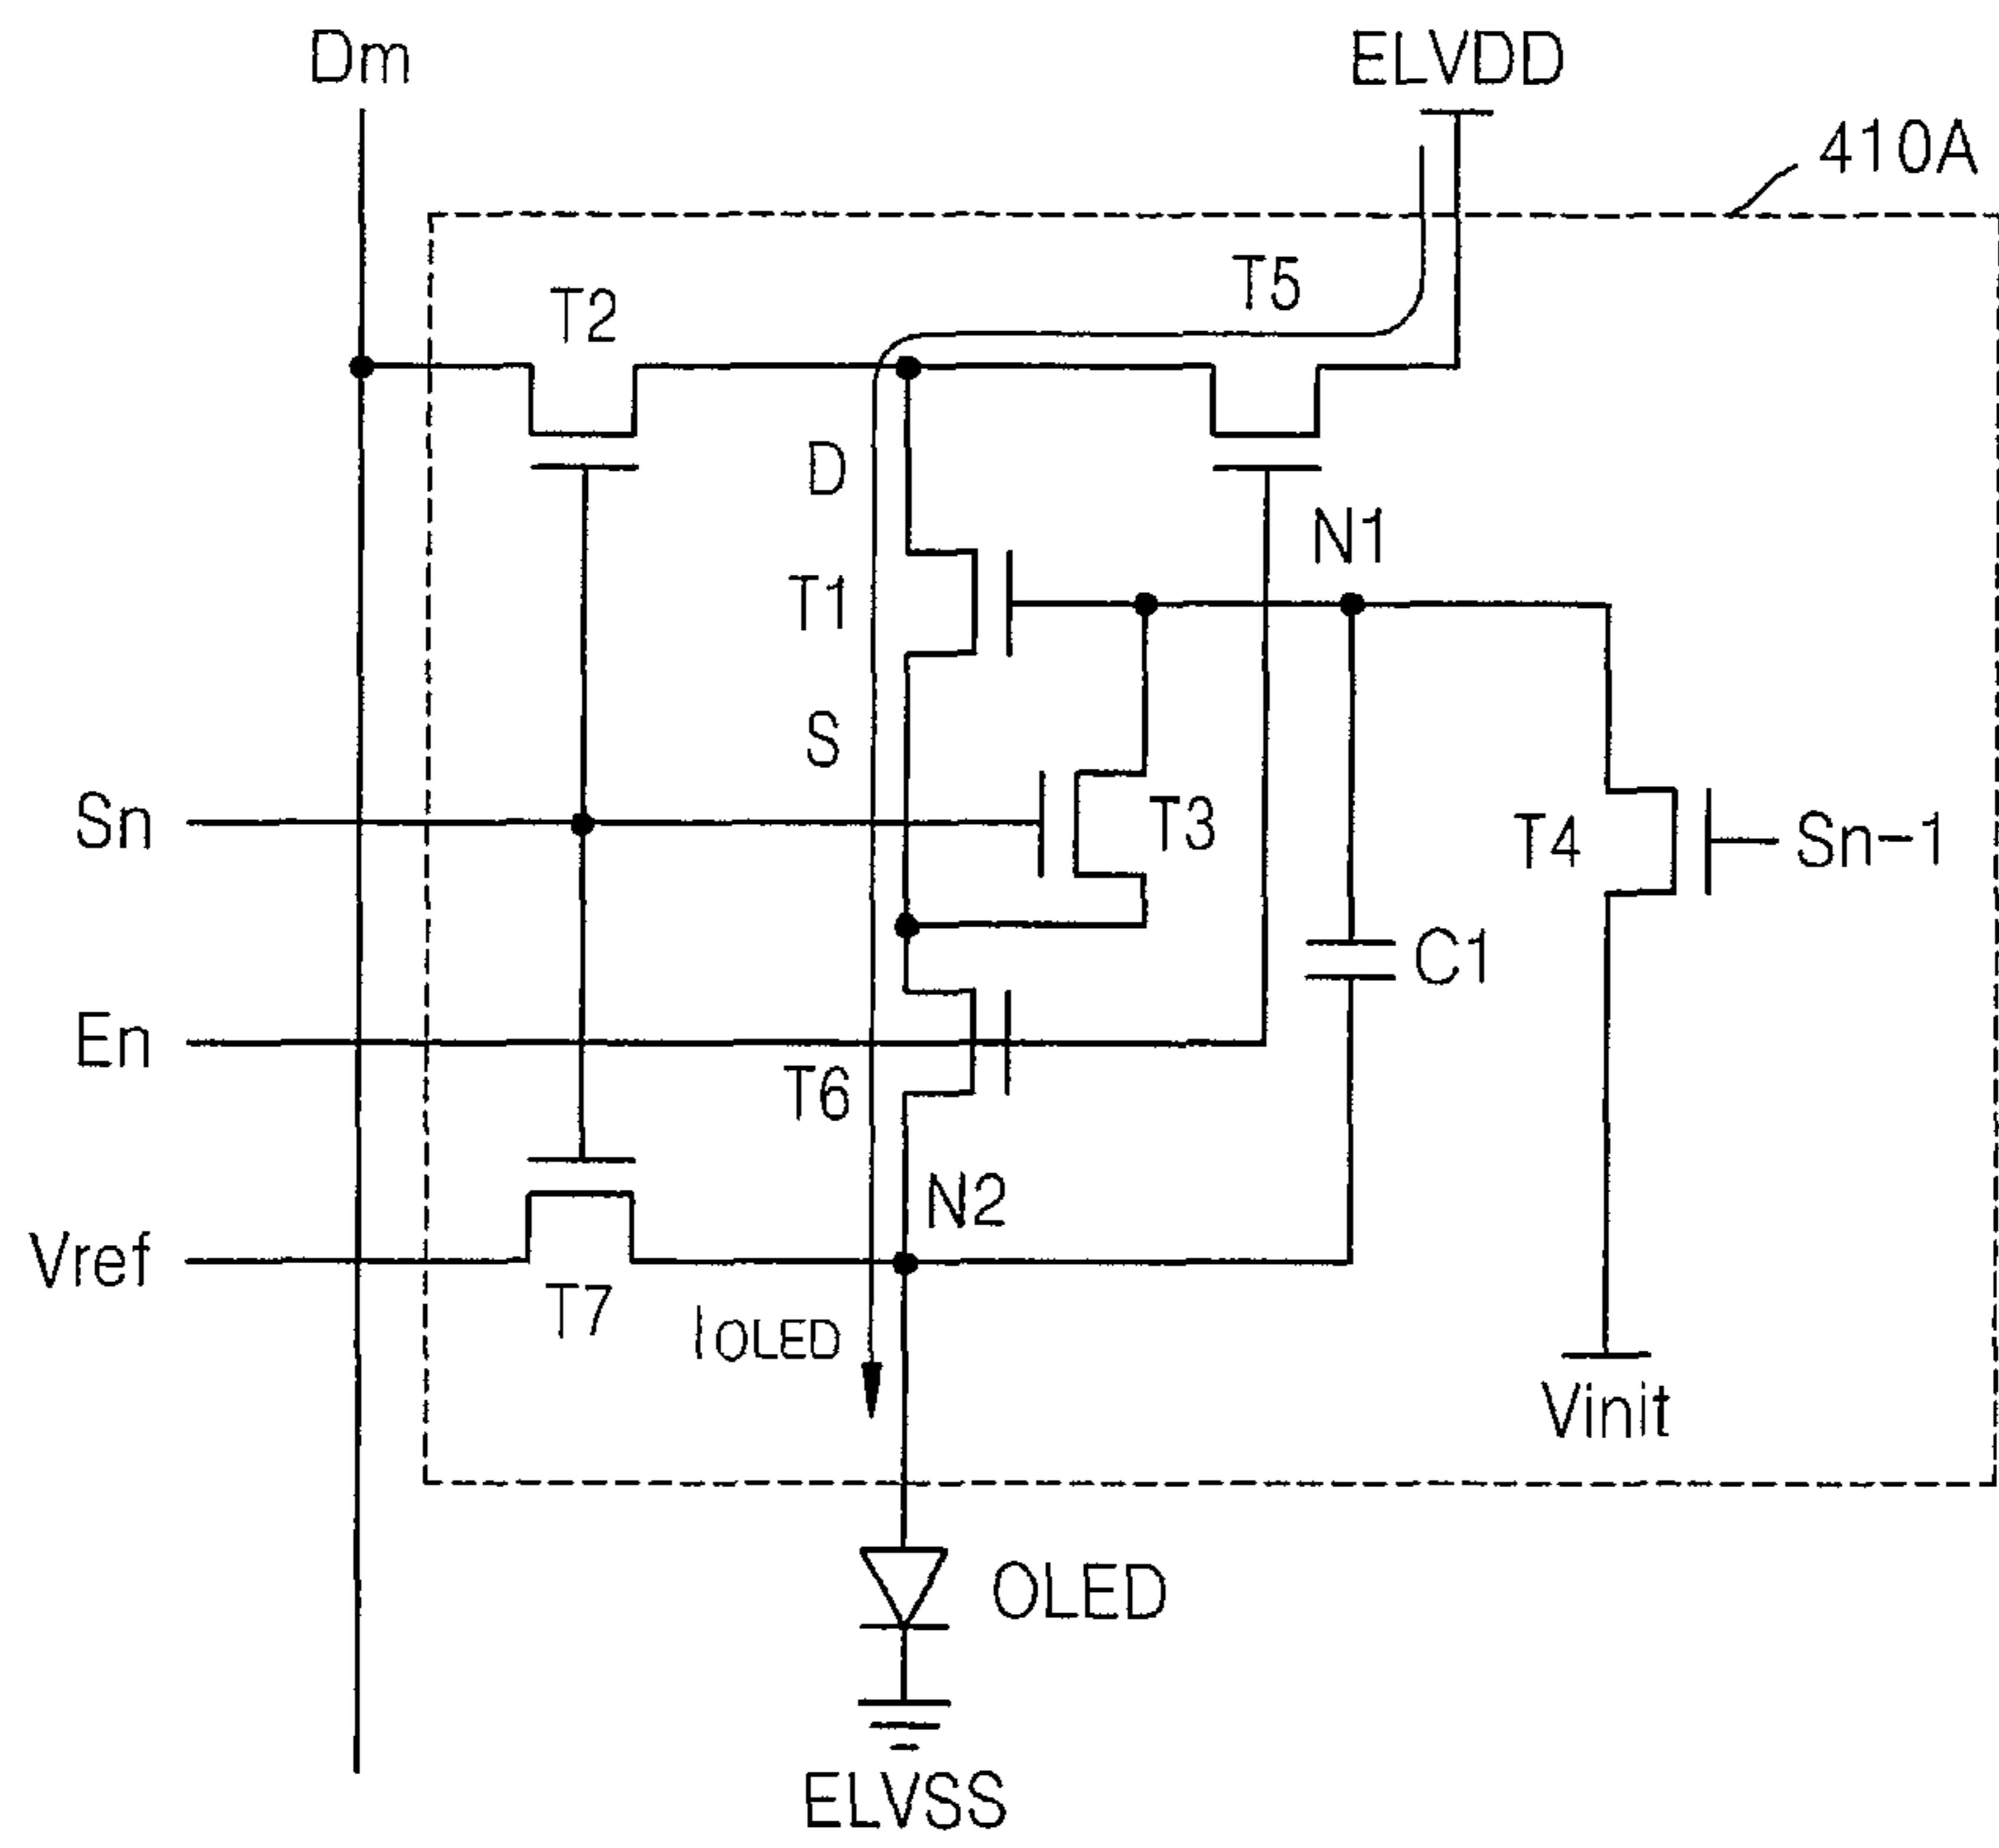 Dm
ELVDD
410A
T2
T5
D
N1
T1
S
Sn
T3
T4
Sn-1
C1
En
T6
N2
Vref
T7
IOLED
Vinit
OLED
ELVSS